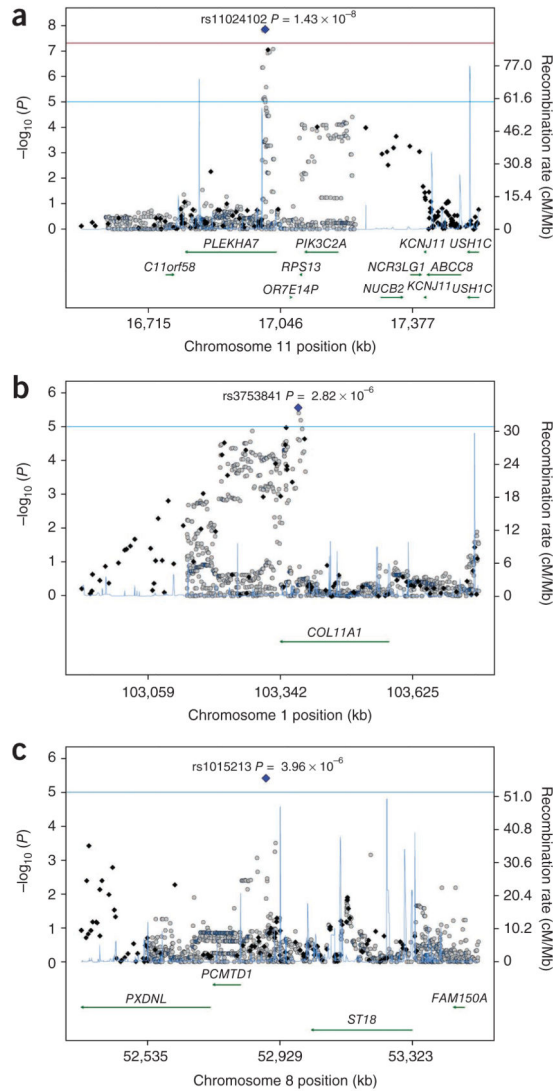 a
rs11024102 P = 1.43 × 10⁻⁸
8
7
6
5
4
3
2
1
0
–log₁₀ (P)
77.0
61.6
46.2
30.8
15.4
0
Recombination rate (cM/Mb)
PLEKHA7 PIK3C2A KCNJ11 USH1C
C11orf58 RPS13 NCR3LG1 ABCC8
OR7E14P NUCB2 KCNJ11 USH1C
16,715 17,046 17,377
Chromosome 11 position (kb)
b
rs3753841 P = 2.82 × 10⁻⁶
6
5
4
3
2
1
0
–log₁₀ (P)
30
24
18
12
6
0
Recombination rate (cM/Mb)
COL11A1
103,059 103,342 103,625
Chromosome 1 position (kb)
c
rs1015213 P = 3.96 × 10⁻⁶
6
5
4
3
2
1
0
–log₁₀ (P)
51.0
40.8
30.6
20.4
10.2
0
Recombination rate (cM/Mb)
PCMTD1
PXDNL FAM150A
ST18
52,535 52,929 53,323
Chromosome 8 position (kb)